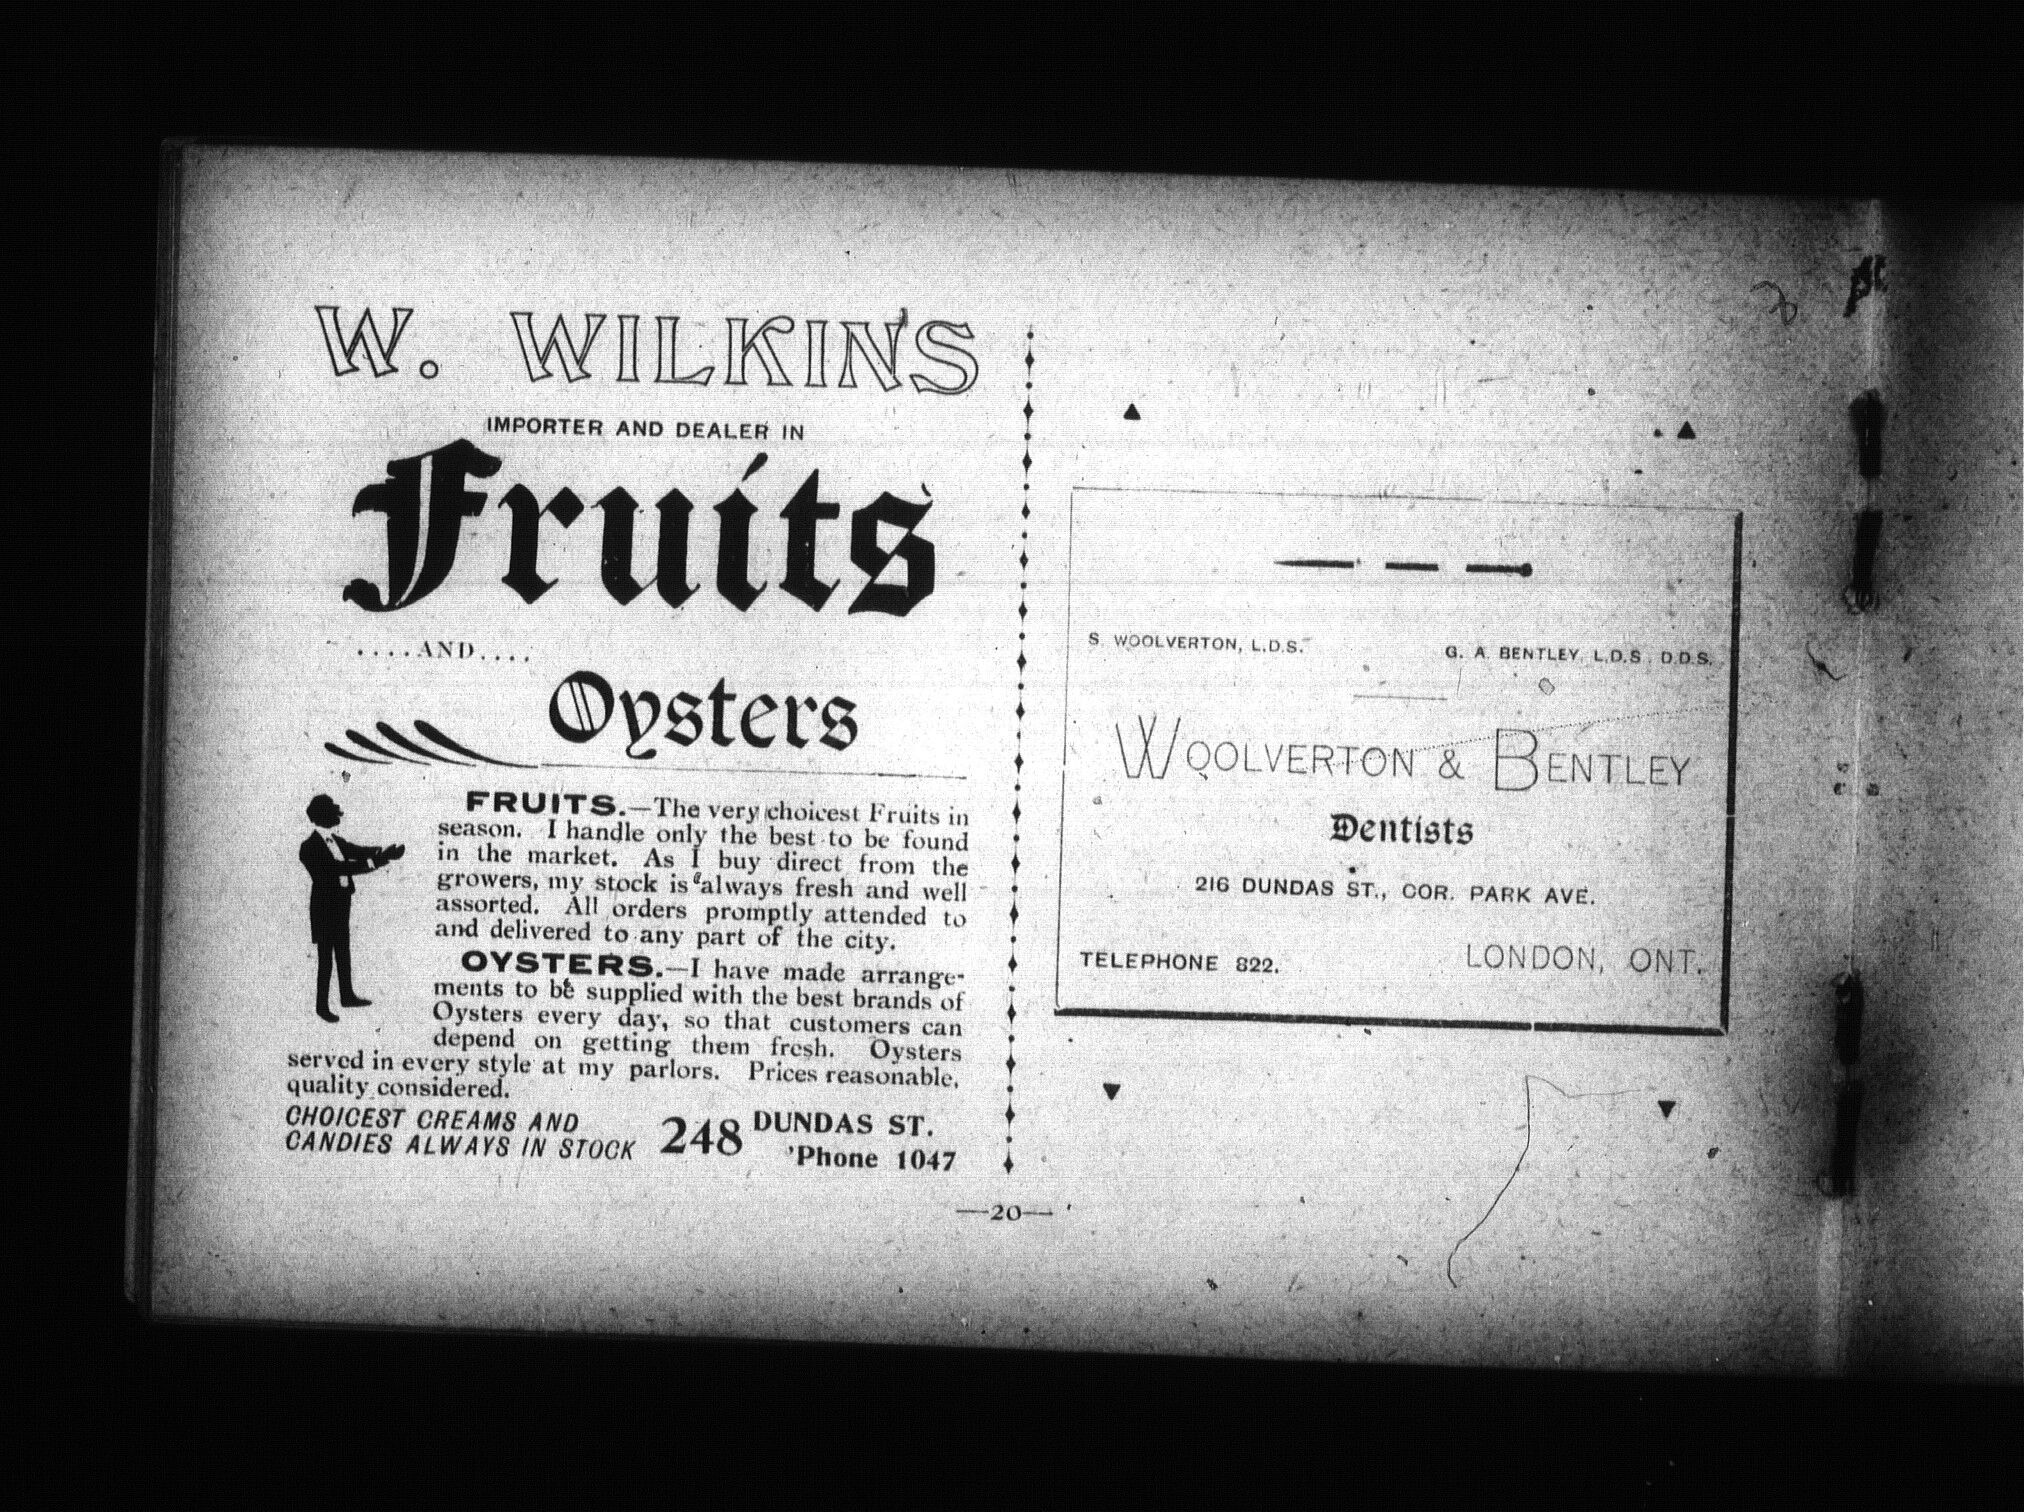 W. WILKINS
IMPORTER AND DEALER IN
Fruits
....AND....
Oysters
FRUITS.—The very choicest Fruits in
season. I handle only the best to be found
in the market. As I buy direct from the
growers, my stock is always fresh and well
assorted. All orders promptly attended to
and delivered to any part of the city.
OYSTERS.—I have made arrange-
ments to be supplied with the best brands of
Oysters every day, so that customers can
depend on getting them fresh. Oysters
served in every style at my parlors. Prices reasonable,
quality considered.
CHOICEST CREAMS AND
CANDIES ALWAYS IN STOCK
248 DUNDAS ST.
'Phone 1047
S. WOOLVERTON, L.D.S.
G. A. BENTLEY, L.D.S. D.D.S.
WOOLVERTON & BENTLEY
Dentists
216 DUNDAS ST., COR. PARK AVE.
TELEPHONE 822.
LONDON, ONT.
—20—